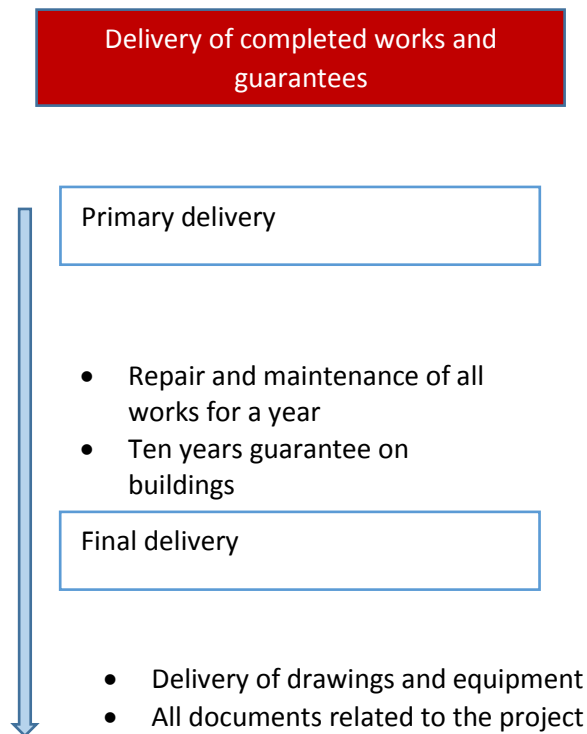 Delivery of completed works and
guarantees
Primary delivery
• Repair and maintenance of all
works for a year
• Ten years guarantee on
buildings
Final delivery
• Delivery of drawings and equipment
• All documents related to the project